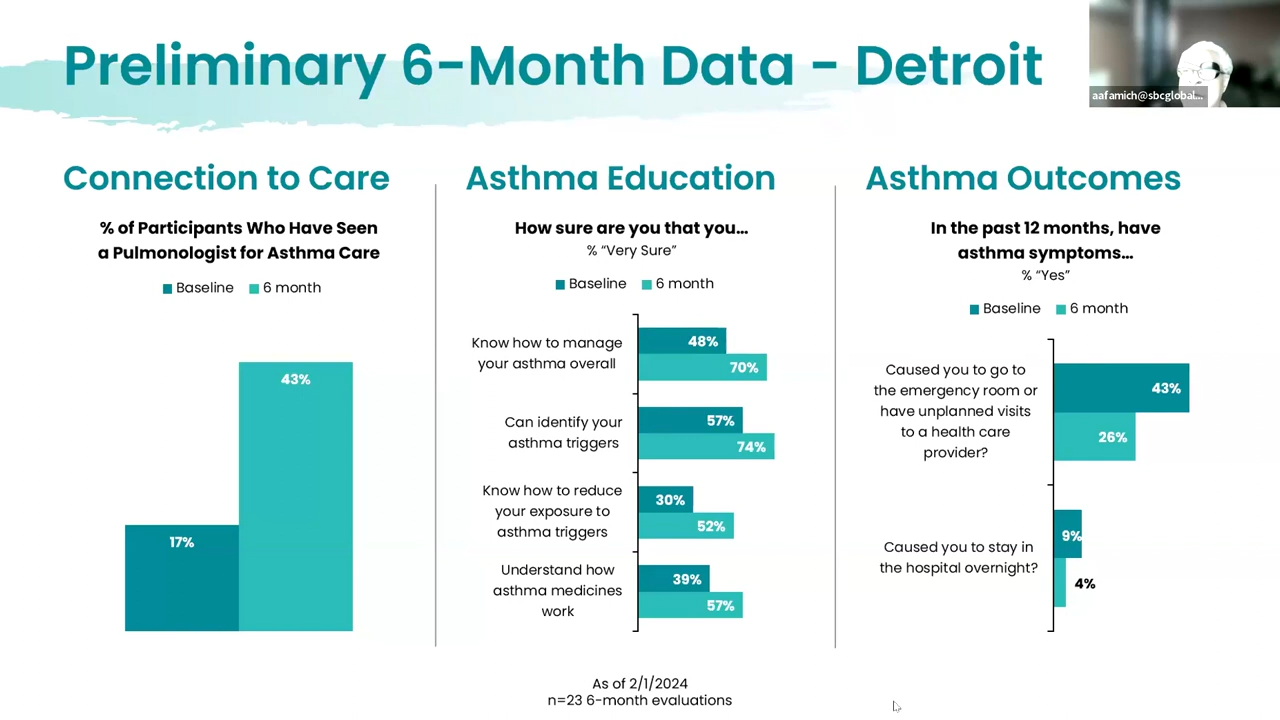 Preliminary 6-Month Data - Detroit
aafamich@sbcglobal...
Connection to Care
% of Participants Who Have Seen
a Pulmonologist for Asthma Care
Baseline 6 month
17%
43%
Asthma Education
How sure are you that you...
% “Very Sure”
Baseline 6 month
Know how to manage
your asthma overall
48%
70%
Can identify your
asthma triggers
57%
74%
Know how to reduce
your exposure to
asthma triggers
30%
52%
Understand how
asthma medicines
work
39%
57%
Asthma Outcomes
In the past 12 months, have
asthma symptoms...
% “Yes”
Baseline 6 month
Caused you to go to
the emergency room or
have unplanned visits
to a health care
provider?
43%
26%
Caused you to stay in
the hospital overnight?
9%
4%
As of 2/1/2024
n=23 6-month evaluations